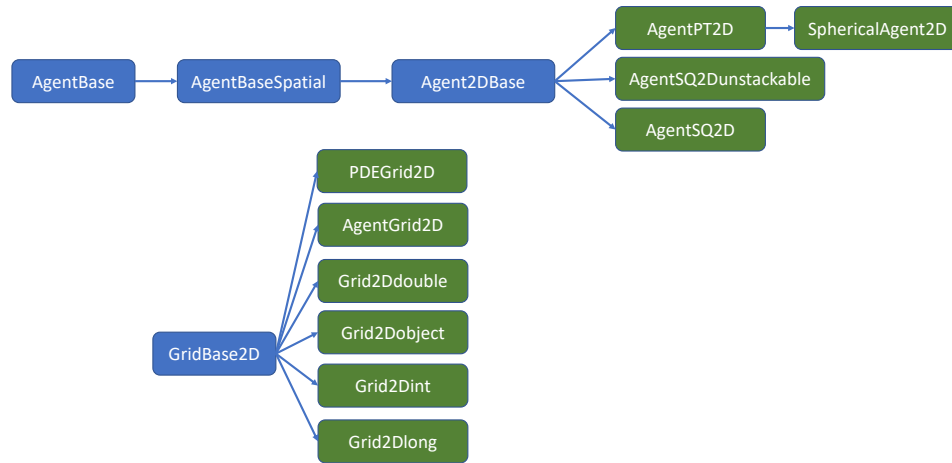 AgentPT2D
SphericalAgent2D
AgentBase
AgentBaseSpatial
Agent2DBase
AgentSQ2Dunstackable
AgentSQ2D
PDEGrid2D
AgentGrid2D
Grid2Ddouble
Grid2Dobject
GridBase2D
Grid2Dint
Grid2Dlong